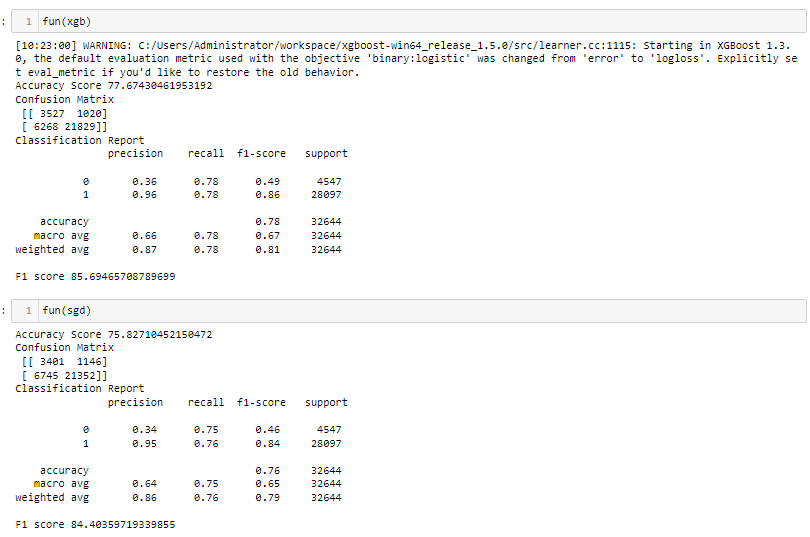 : 1 fun(xgb)
[10:23:00] WARNING: C:/Users/Administrator/workspace/xgboost-win64_release_1.5.0/src/learner.cc:1115: Starting in XGBoost 1.3.
0, the default evaluation metric used with the objective 'binary:logistic' was changed from 'error' to 'logloss'. Explicitly se
t eval_metric if you'd like to restore the old behavior.
Accuracy Score 77.67430461953192
Confusion Matrix
[[ 3527 1020]
[ 6268 21829]]
Classification Report
precision recall f1-score support
0 0.36 0.78 0.49 4547
1 0.96 0.78 0.86 28097
accuracy 0.78 32644
macro avg 0.66 0.78 0.67 32644
weighted avg 0.87 0.78 0.81 32644
F1 score 85.69465708789699
: 1 fun(sgd)
Accuracy Score 75.82710452150472
Confusion Matrix
[[ 3401 1146]
[ 6745 21352]]
Classification Report
precision recall f1-score support
0 0.34 0.75 0.46 4547
1 0.95 0.76 0.84 28097
accuracy 0.76 32644
macro avg 0.64 0.75 0.65 32644
weighted avg 0.86 0.76 0.79 32644
F1 score 84.40359719339855